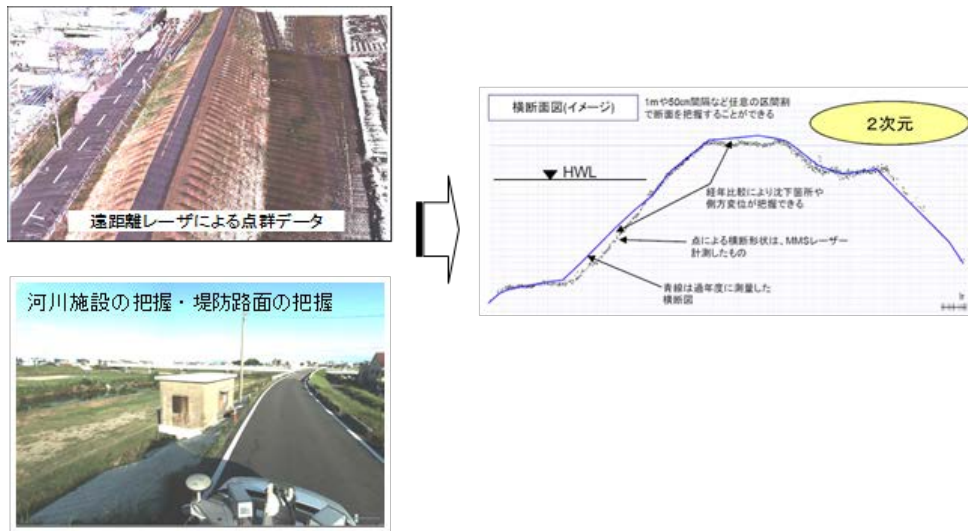 遠距離レーザによる点群データ
河川施設の把握・堤防路面の把握
横断面図(イメージ)
1mや50cm間隔など任意の区間割
で断面を把握することができる
2次元
HWL
経年比較により沈下箇所や
側方変位が把握できる
点による横断形状は、MMSレーザー
計測したもの
青線は過年度に測量した
横断図